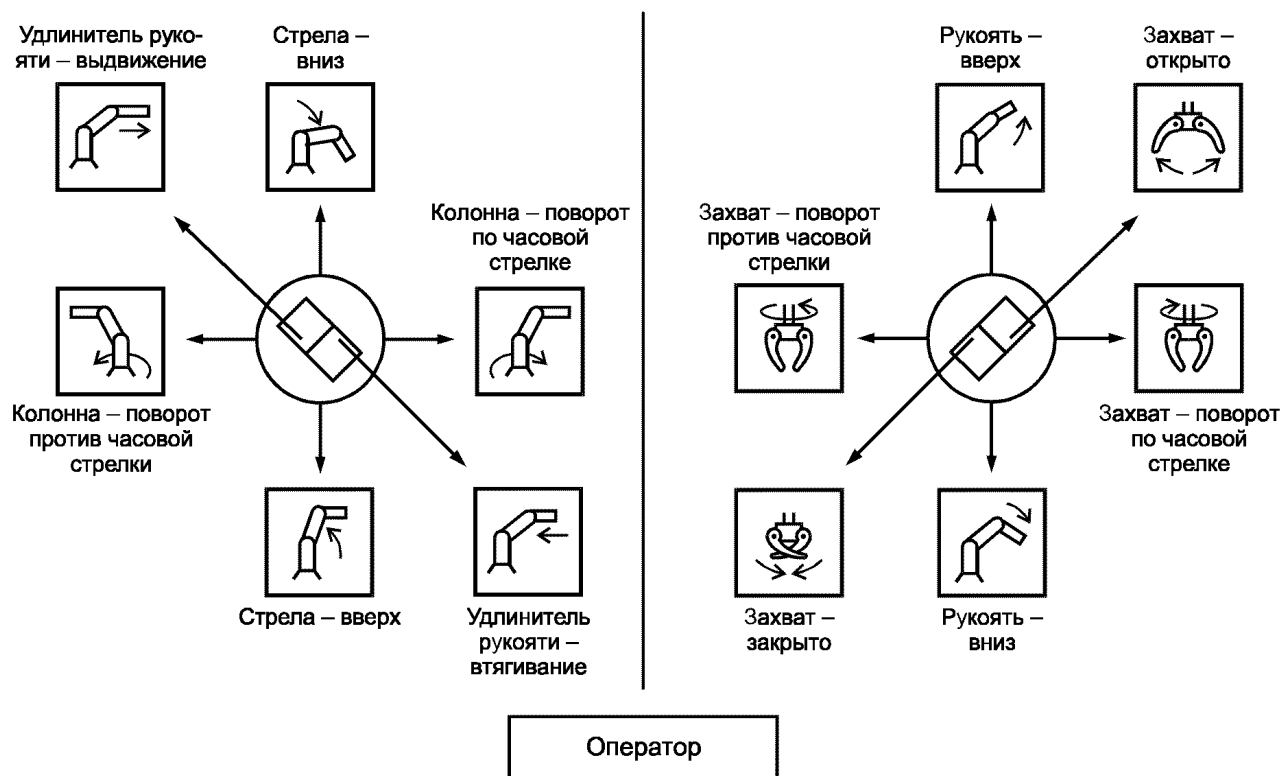 Удлинитель руко-
яти – выдвижение
Стрела –
вниз
Колонна – поворот
по часовой
стрелке
Колонна – поворот
против часовой
стрелки
Стрела – вверх
Удлинитель
рукояти –
втягивание
Рукоять –
вверх
Захват –
открыто
Захват – поворот
против часовой
стрелки
Захват – поворот
по часовой
стрелке
Захват –
закрыто
Рукоять –
вниз
Оператор